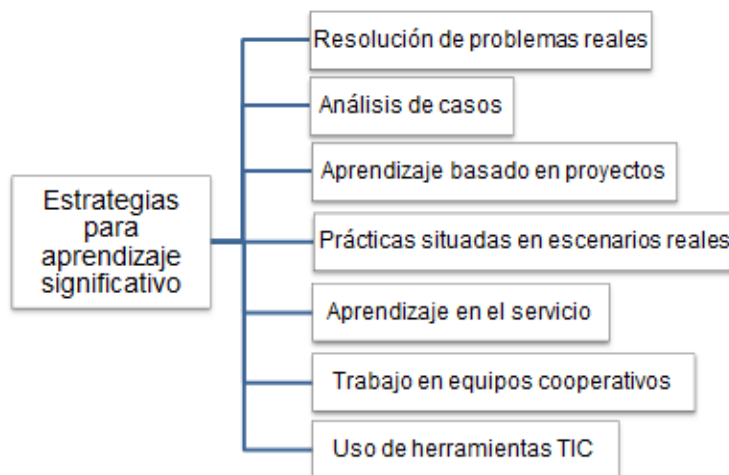 Estrategias
para
aprendizaje
significativo
Resolución de problemas reales
Análisis de casos
Aprendizaje basado en proyectos
Prácticas situadas en escenarios reales
Aprendizaje en el servicio
Trabajo en equipos cooperativos
Uso de herramientas TIC